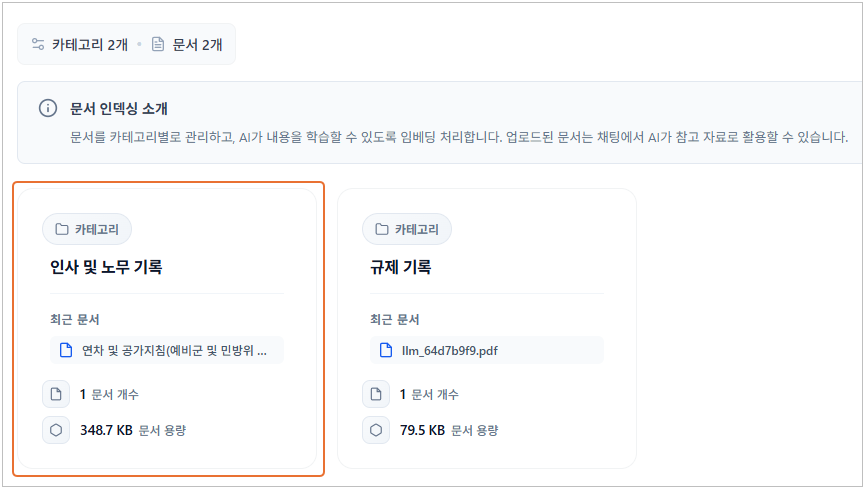 카테고리 2개 • 문서 2개
문서 인덱싱 소개
문서를 카테고리별로 관리하고, AI가 내용을 학습할 수 있도록 임베딩 처리합니다. 업로드된 문서는 채팅에서 AI가 참고 자료로 활용할 수 있습니다.
카테고리
인사 및 노무 기록
최근 문서
연차 및 공가지침(예비군 및 민방위 ...
1 문서 개수
348.7 KB 문서 용량
카테고리
규제 기록
최근 문서
llm_64d7b9f9.pdf
1 문서 개수
79.5 KB 문서 용량